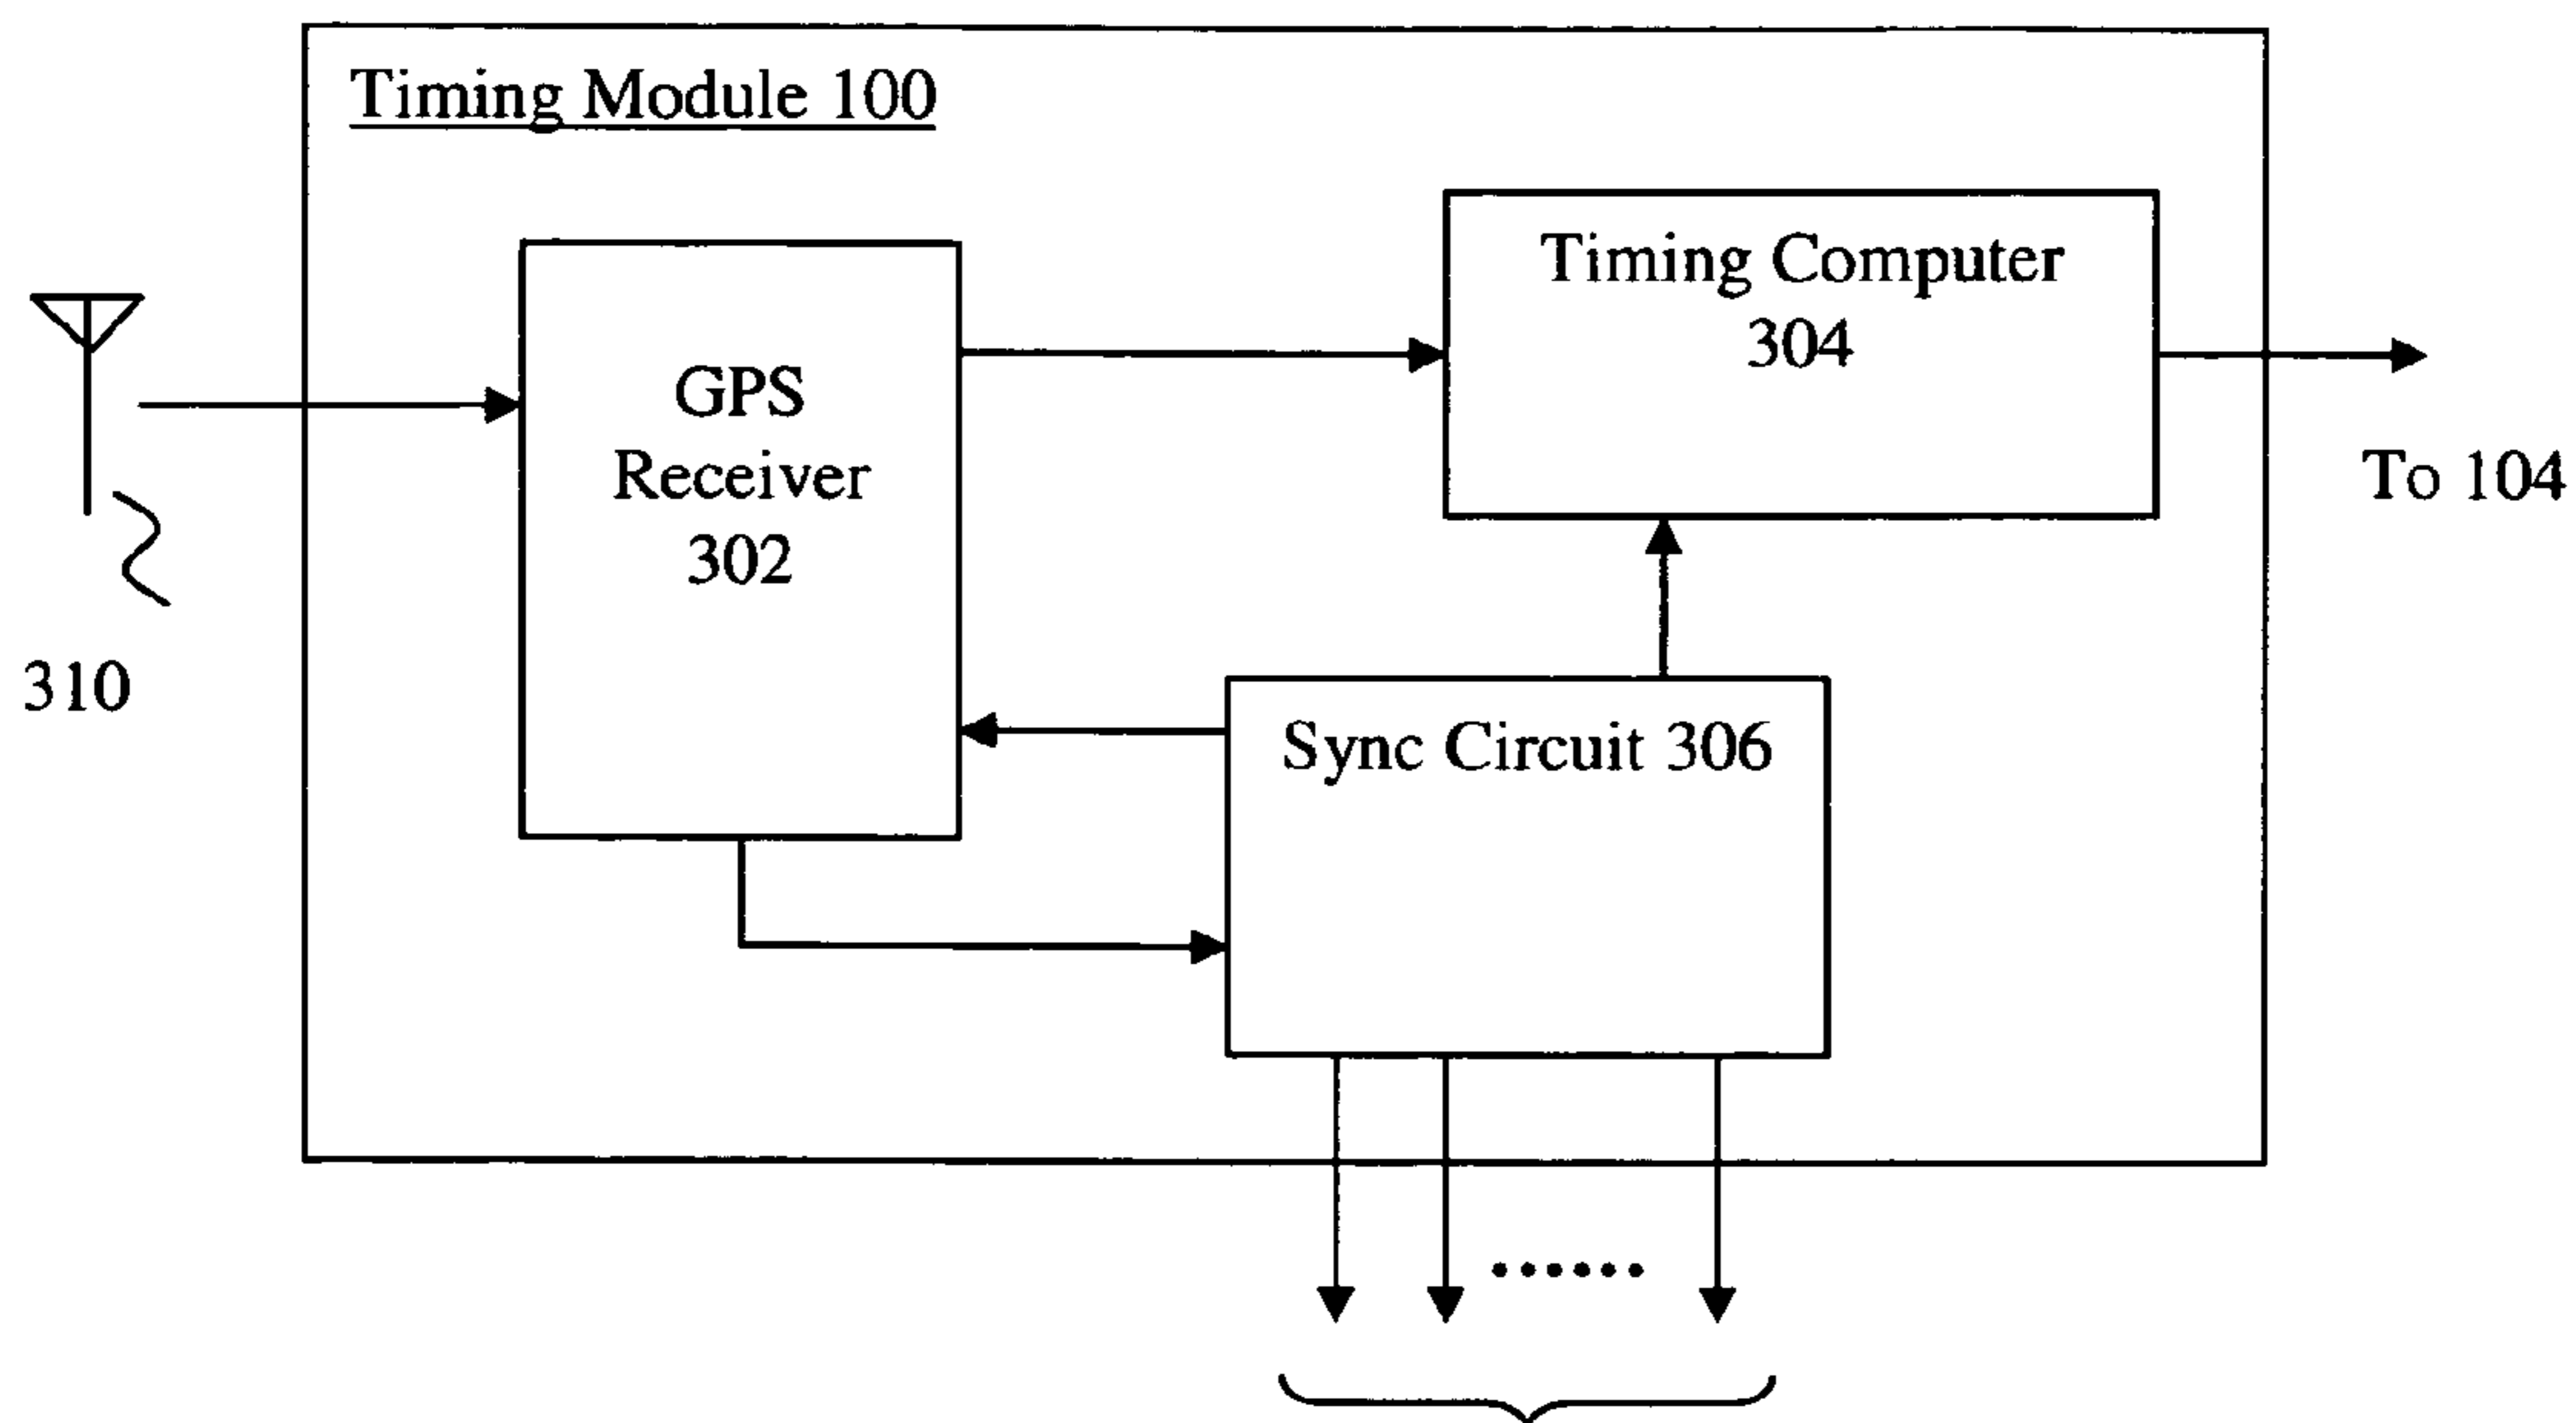 Timing Module 100
Timing Computer
304
GPS
Receiver
302
To 104
310
Sync Circuit 306